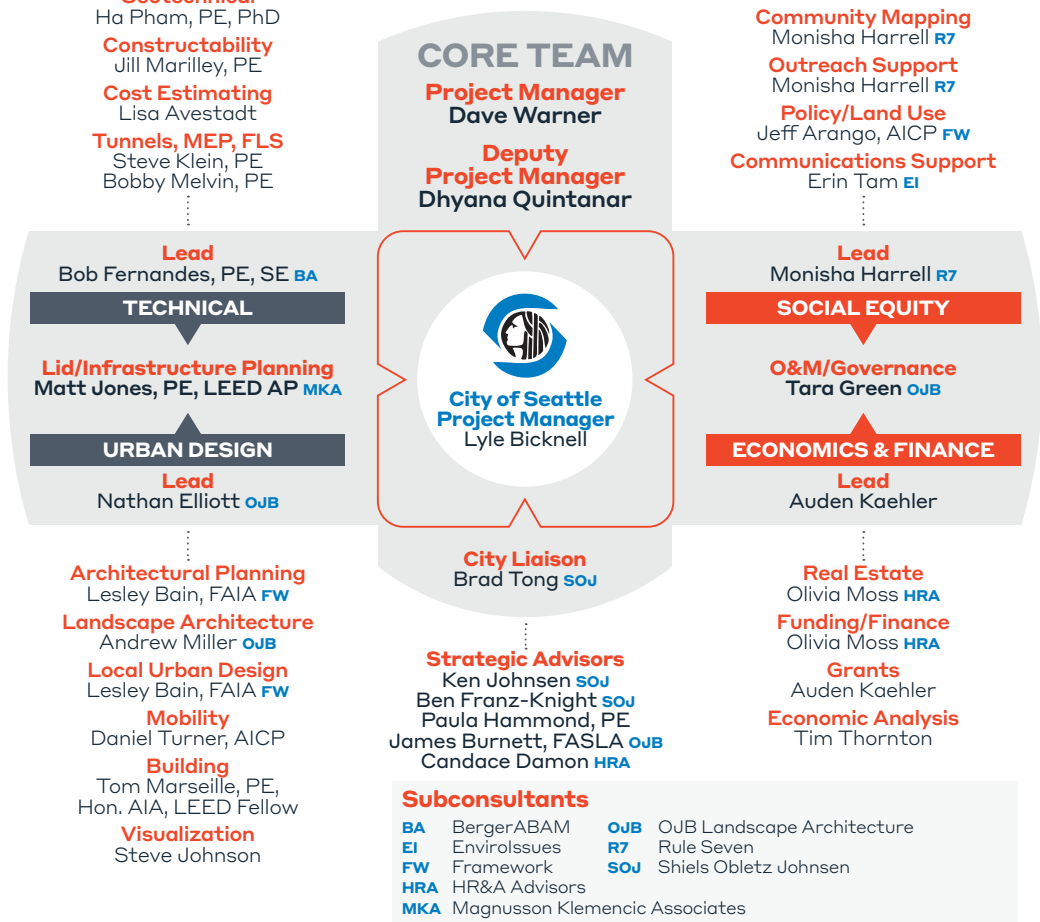 Geotechnical
Ha Pham, PE, PhD
Constructability
Jill Marilley, PE
Cost Estimating
Lisa Avestadt
Tunnels, MEP, FLS
Steve Klein, PE
Bobby Melvin, PE
CORE TEAM
Project Manager
Dave Warner
Deputy
Project Manager
Dhyana Quintanar
Community Mapping
Monisha Harrell R7
Outreach Support
Monisha Harrell R7
Policy/Land Use
Jeff Arango, AICP FW
Communications Support
Erin Tam EI
Lead
Bob Fernandes, PE, SE BA
TECHNICAL
Lid/Infrastructure Planning
Matt Jones, PE, LEED AP MKA
URBAN DESIGN
Lead
Nathan Elliott OJB
City of Seattle
Project Manager
Lyle Bicknell
Lead
Monisha Harrell R7
SOCIAL EQUITY
O&M/Governance
Tara Green OJB
ECONOMICS & FINANCE
Lead
Auden Kaehler
Architectural Planning
Lesley Bain, FAIA FW
Landscape Architecture
Andrew Miller OJB
Local Urban Design
Lesley Bain, FAIA FW
Mobility
Daniel Turner, AICP
Building
Tom Marseille, PE,
Hon. AIA, LEED Fellow
Visualization
Steve Johnson
City Liaison
Brad Tong SOJ
Strategic Advisors
Ken Johnsen SOJ
Ben Franz-Knight SOJ
Paula Hammond, PE
James Burnett, FASLA OJB
Candace Damon HRA
Real Estate
Olivia Moss HRA
Funding/Finance
Olivia Moss HRA
Grants
Auden Kaehler
Economic Analysis
Tim Thornton
Subconsultants
BA BergerABAM
EI EnviroIssues
FW Framework
HRA HR&A Advisors
MKA Magnusson Klemencic Associates
OJB OJB Landscape Architecture
R7 Rule Seven
SOJ Shiels Obletz Johnsen